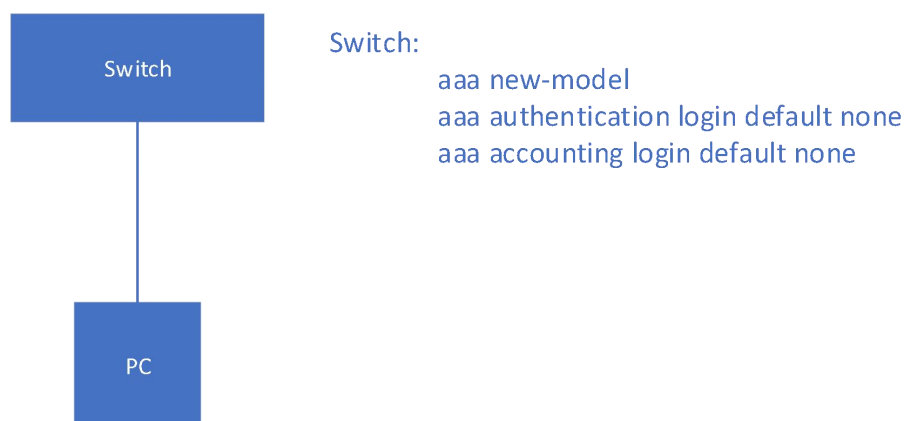 Switch
Switch:
aaa new-model
aaa authentication login default none
aaa accounting login default none
PC